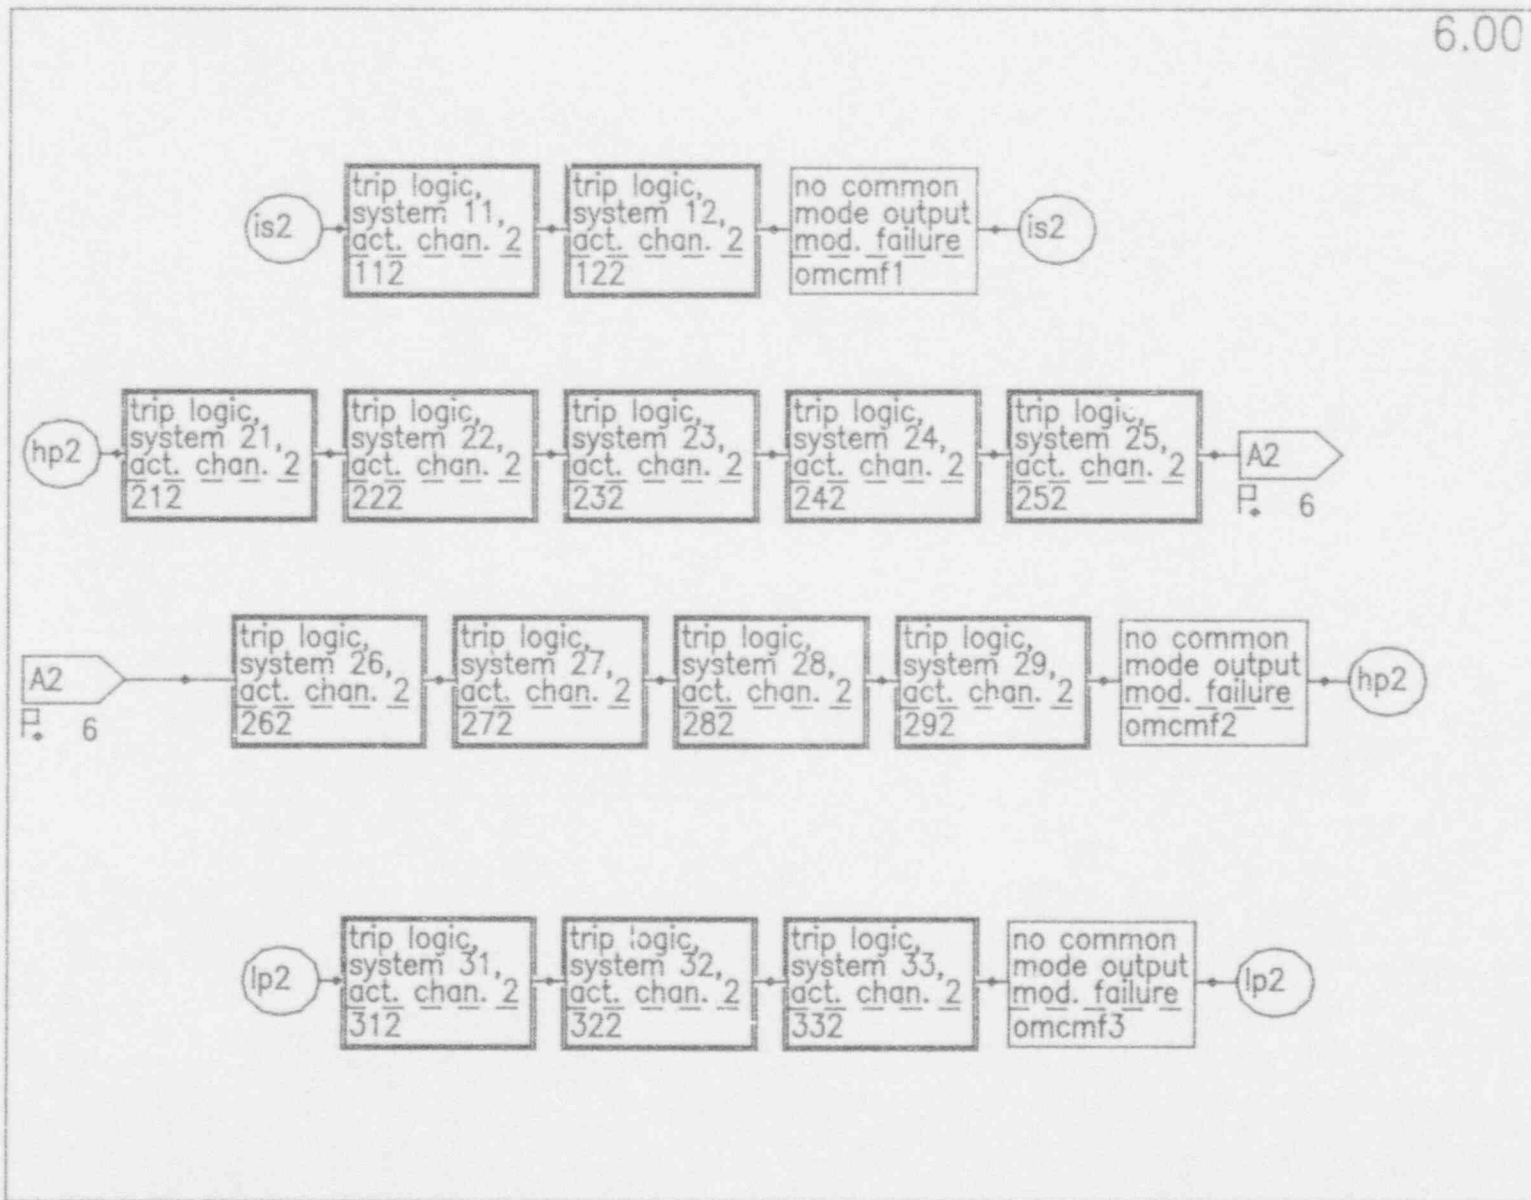 6.00
is2
trip logic,
system 11,
act. chan. 2
112
trip logic,
system 12,
act. chan. 2
122
no common
mode output
mod. failure
omcmf1
is2
hp2
trip logic,
system 21,
act. chan. 2
212
trip logic,
system 22,
act. chan. 2
222
trip logic,
system 23,
act. chan. 2
232
trip logic,
system 24,
act. chan. 2
242
trip logic,
system 25,
act. chan. 2
252
A2
P. 6
A2
P. 6
trip logic,
system 26,
act. chan. 2
262
trip logic,
system 27,
act. chan. 2
272
trip logic,
system 28,
act. chan. 2
282
trip logic,
system 29,
act. chan. 2
292
no common
mode output
mod. failure
omcmf2
hp2
lp2
trip logic,
system 31,
act. chan. 2
312
trip logic,
system 32,
act. chan. 2
322
trip logic,
system 33,
act. chan. 2
332
no common
mode output
mod. failure
omcmf3
lp2